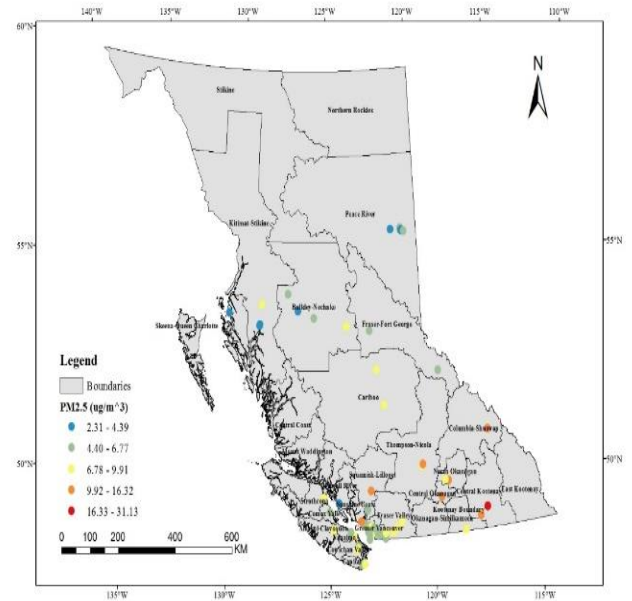 140°W 130°W 125°W 120°W 110°W
60°N
N
Stikine
Northern Rockies
Peace River
Kitimat Stikine
55°N 55°N
Skeena-Queen Charlotte
Bulkley-Nechako
Fraser-Fort George
Legend
Boundaries
PM2.5 (ug/m^3)
2.31 - 4.39
4.40 - 6.77
6.78 - 9.91
9.92 - 16.32
16.33 - 31.13
Cariboo
Central Coast
Columbia-Shuswap
Thompson-Nicola
Mount Waddington
50°N 50°N
Squamish-Lillooet
North Okanagan
Central Okanagan
Central Kootenay
East Kootenay
Strathcona
Kootenay Boundary
Okanagan-Similkameen
Fraser Valley
Greater Vancouver
Cowichan Valley
0 100 200 400 600
KM
135°W 130°W 125°W 120°W 115°W